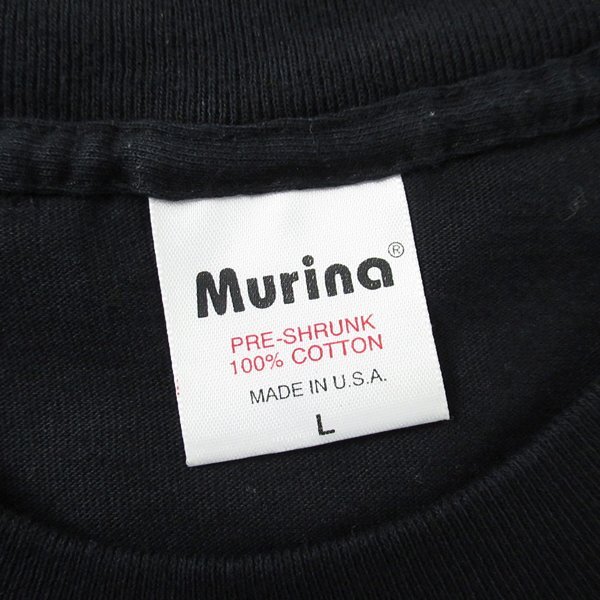 Murina®
PRE-SHRUNK
100% COTTON
MADE IN U.S.A.
L